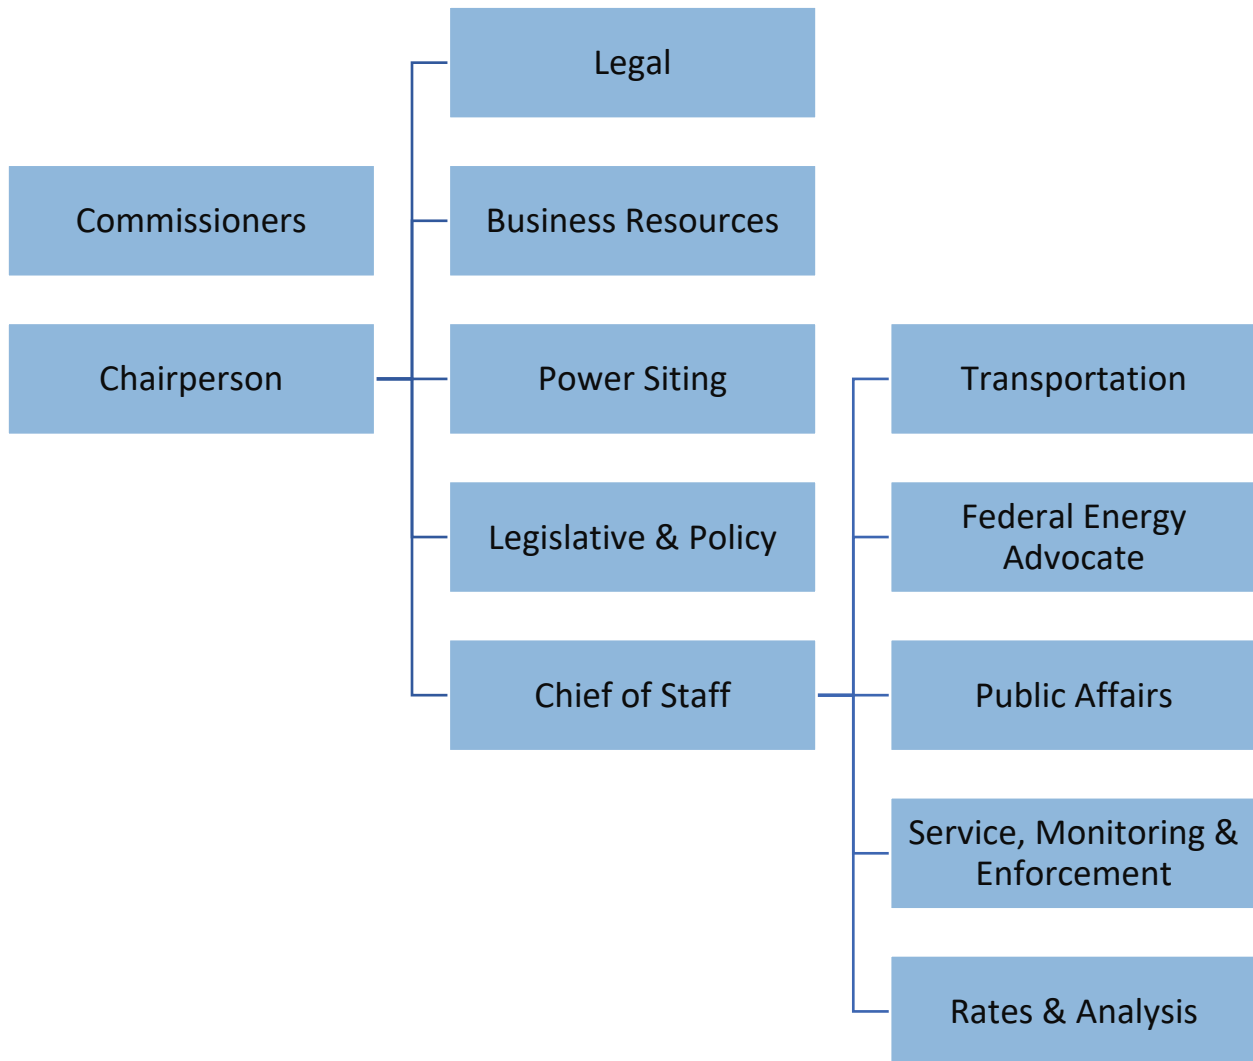 Legal
Commissioners
Business Resources
Chairperson
Power Siting
Transportation
Legislative & Policy
Federal Energy
Advocate
Chief of Staff
Public Affairs
Service, Monitoring &
Enforcement
Rates & Analysis